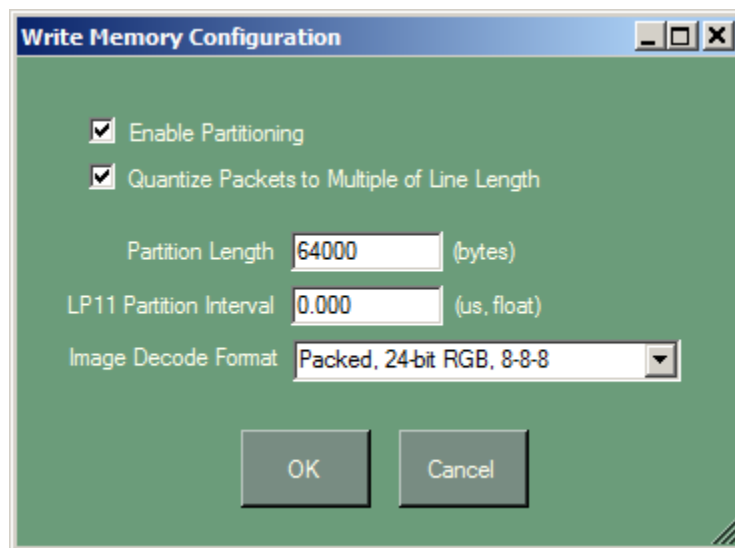 Write Memory Configuration
Enable Partitioning
Quantize Packets to Multiple of Line Length
Partition Length 64000 (bytes)
LP11 Partition Interval 0.000 (us, float)
Image Decode Format Packed, 24-bit RGB, 8-8-8
OK Cancel